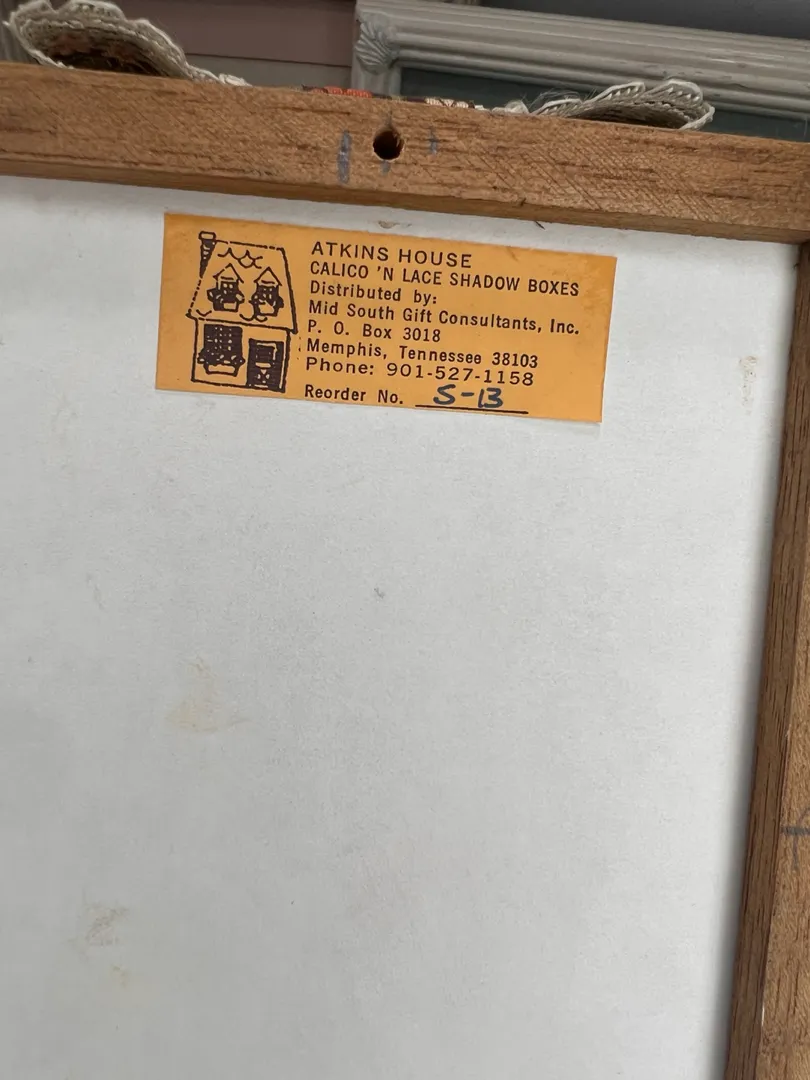 ATKINS HOUSE
CALICO 'N LACE SHADOW BOXES
Distributed by:
Mid South Gift Consultants, Inc.
P. O. Box 3018
Memphis, Tennessee 38103
Phone: 901-527-1158
Reorder No. S-13